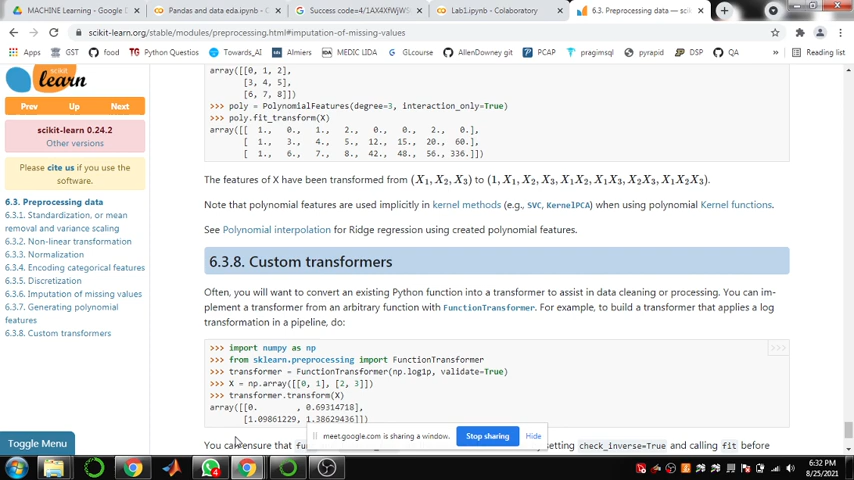 MACHINE Learning - Google D
Pandas and data eda.ipynb - C
Success code=4/1AX4XfWjWS
Lab1.ipynb - Colaboratory
6.3. Preprocessing data — sci
scikit-learn.org/stable/modules/preprocessing.html#imputation-of-missing-values
Apps GST food TG Python Questions Towards_AI Almiers MEDIC LIDA GLcourse AllenDowney git PCAP pragimsql pyrapid DSP QA Reading list
scikit
learn
Prev Up Next
scikit-learn 0.24.2
Other versions
Please cite us if you use the
software.
6.3. Preprocessing data
6.3.1. Standardization, or mean
removal and variance scaling
6.3.2. Non-linear transformation
6.3.3. Normalization
6.3.4. Encoding categorical features
6.3.5. Discretization
6.3.6. Imputation of missing values
6.3.7. Generating polynomial
features
6.3.8. Custom transformers
Toggle Menu
array([[0, 1, 2],
[3, 4, 5],
[6, 7, 8]])
>>> poly = PolynomialFeatures(degree=3, interaction_only=True)
>>> poly.fit_transform(X)
array([[ 1., 0., 1., 2., 0., 0., 2., 0.],
[ 1., 3., 4., 5., 12., 15., 20., 60.],
[ 1., 6., 7., 8., 42., 48., 56., 336.]])
The features of X have been transformed from (X1, X2, X3) to (1, X1, X2, X3, X1X2, X1X3, X2X3, X1X2X3).
Note that polynomial features are used implicitly in kernel methods (e.g., SVC, KernelPCA) when using polynomial Kernel functions.
See Polynomial interpolation for Ridge regression using created polynomial features.
6.3.8. Custom transformers
Often, you will want to convert an existing Python function into a transformer to assist in data cleaning or processing. You can im-
plement a transformer from an arbitrary function with FunctionTransformer. For example, to build a transformer that applies a log
transformation in a pipeline, do:
>>>
>>> import numpy as np
>>> from sklearn.preprocessing import FunctionTransformer
>>> transformer = FunctionTransformer(np.log1p, validate=True)
>>> X = np.array([[0, 1], [2, 3]])
>>> transformer.transform(X)
array([[0. , 0.69314718],
[1.09861229, 1.38629436]])
meet.google.com is sharing a window. Stop sharing Hide
You can ensure that etting check_inverse=True and calling fit before
4
6:32 PM
8/25/2021